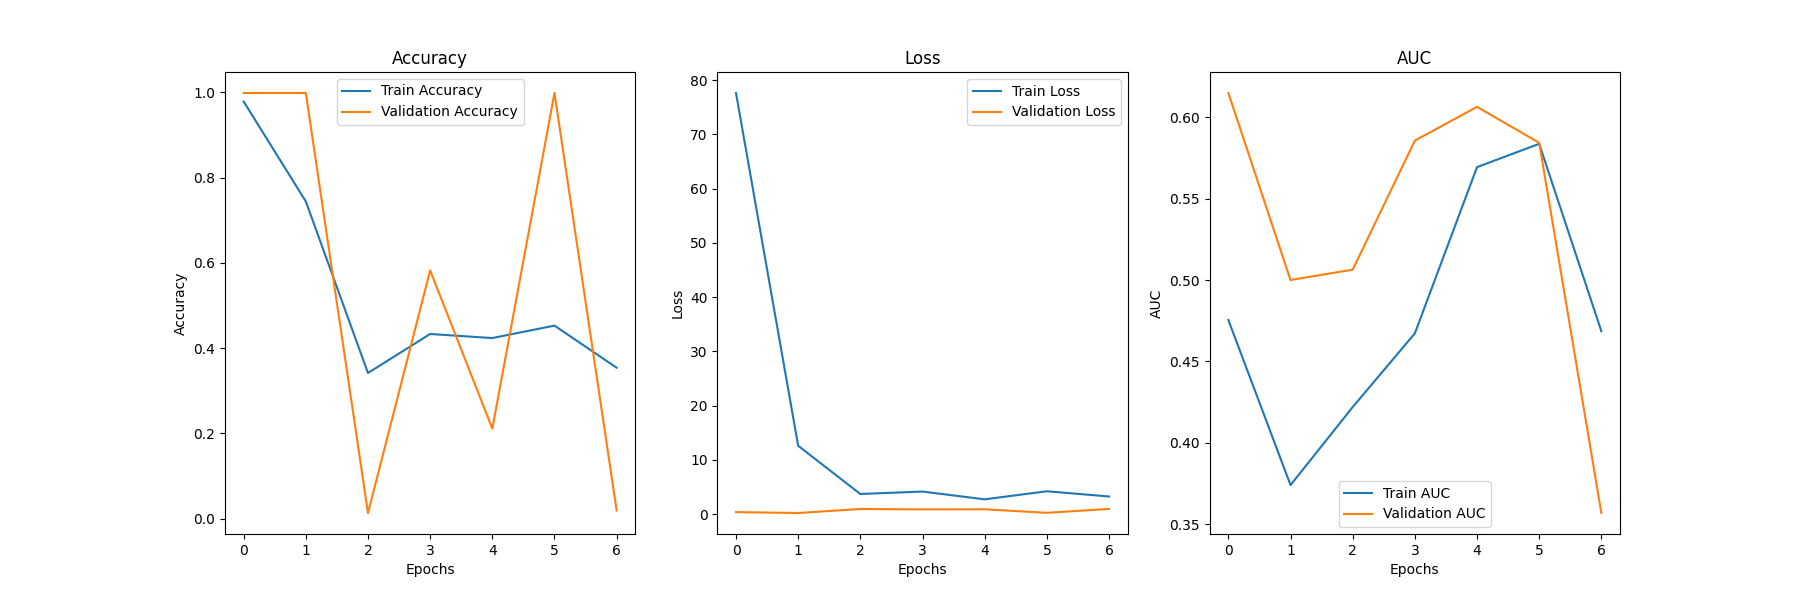 Accuracy
Train Accuracy
Validation Accuracy
1.0
0.8
0.6
0.4
0.2
0.0
Accuracy
0 1 2 3 4 5 6
Epochs
Loss
Train Loss
Validation Loss
80
70
60
50
40
30
20
10
0
Loss
0 1 2 3 4 5 6
Epochs
AUC
0.60
0.55
0.50
0.45
0.40
0.35
AUC
Train AUC
Validation AUC
0 1 2 3 4 5 6
Epochs